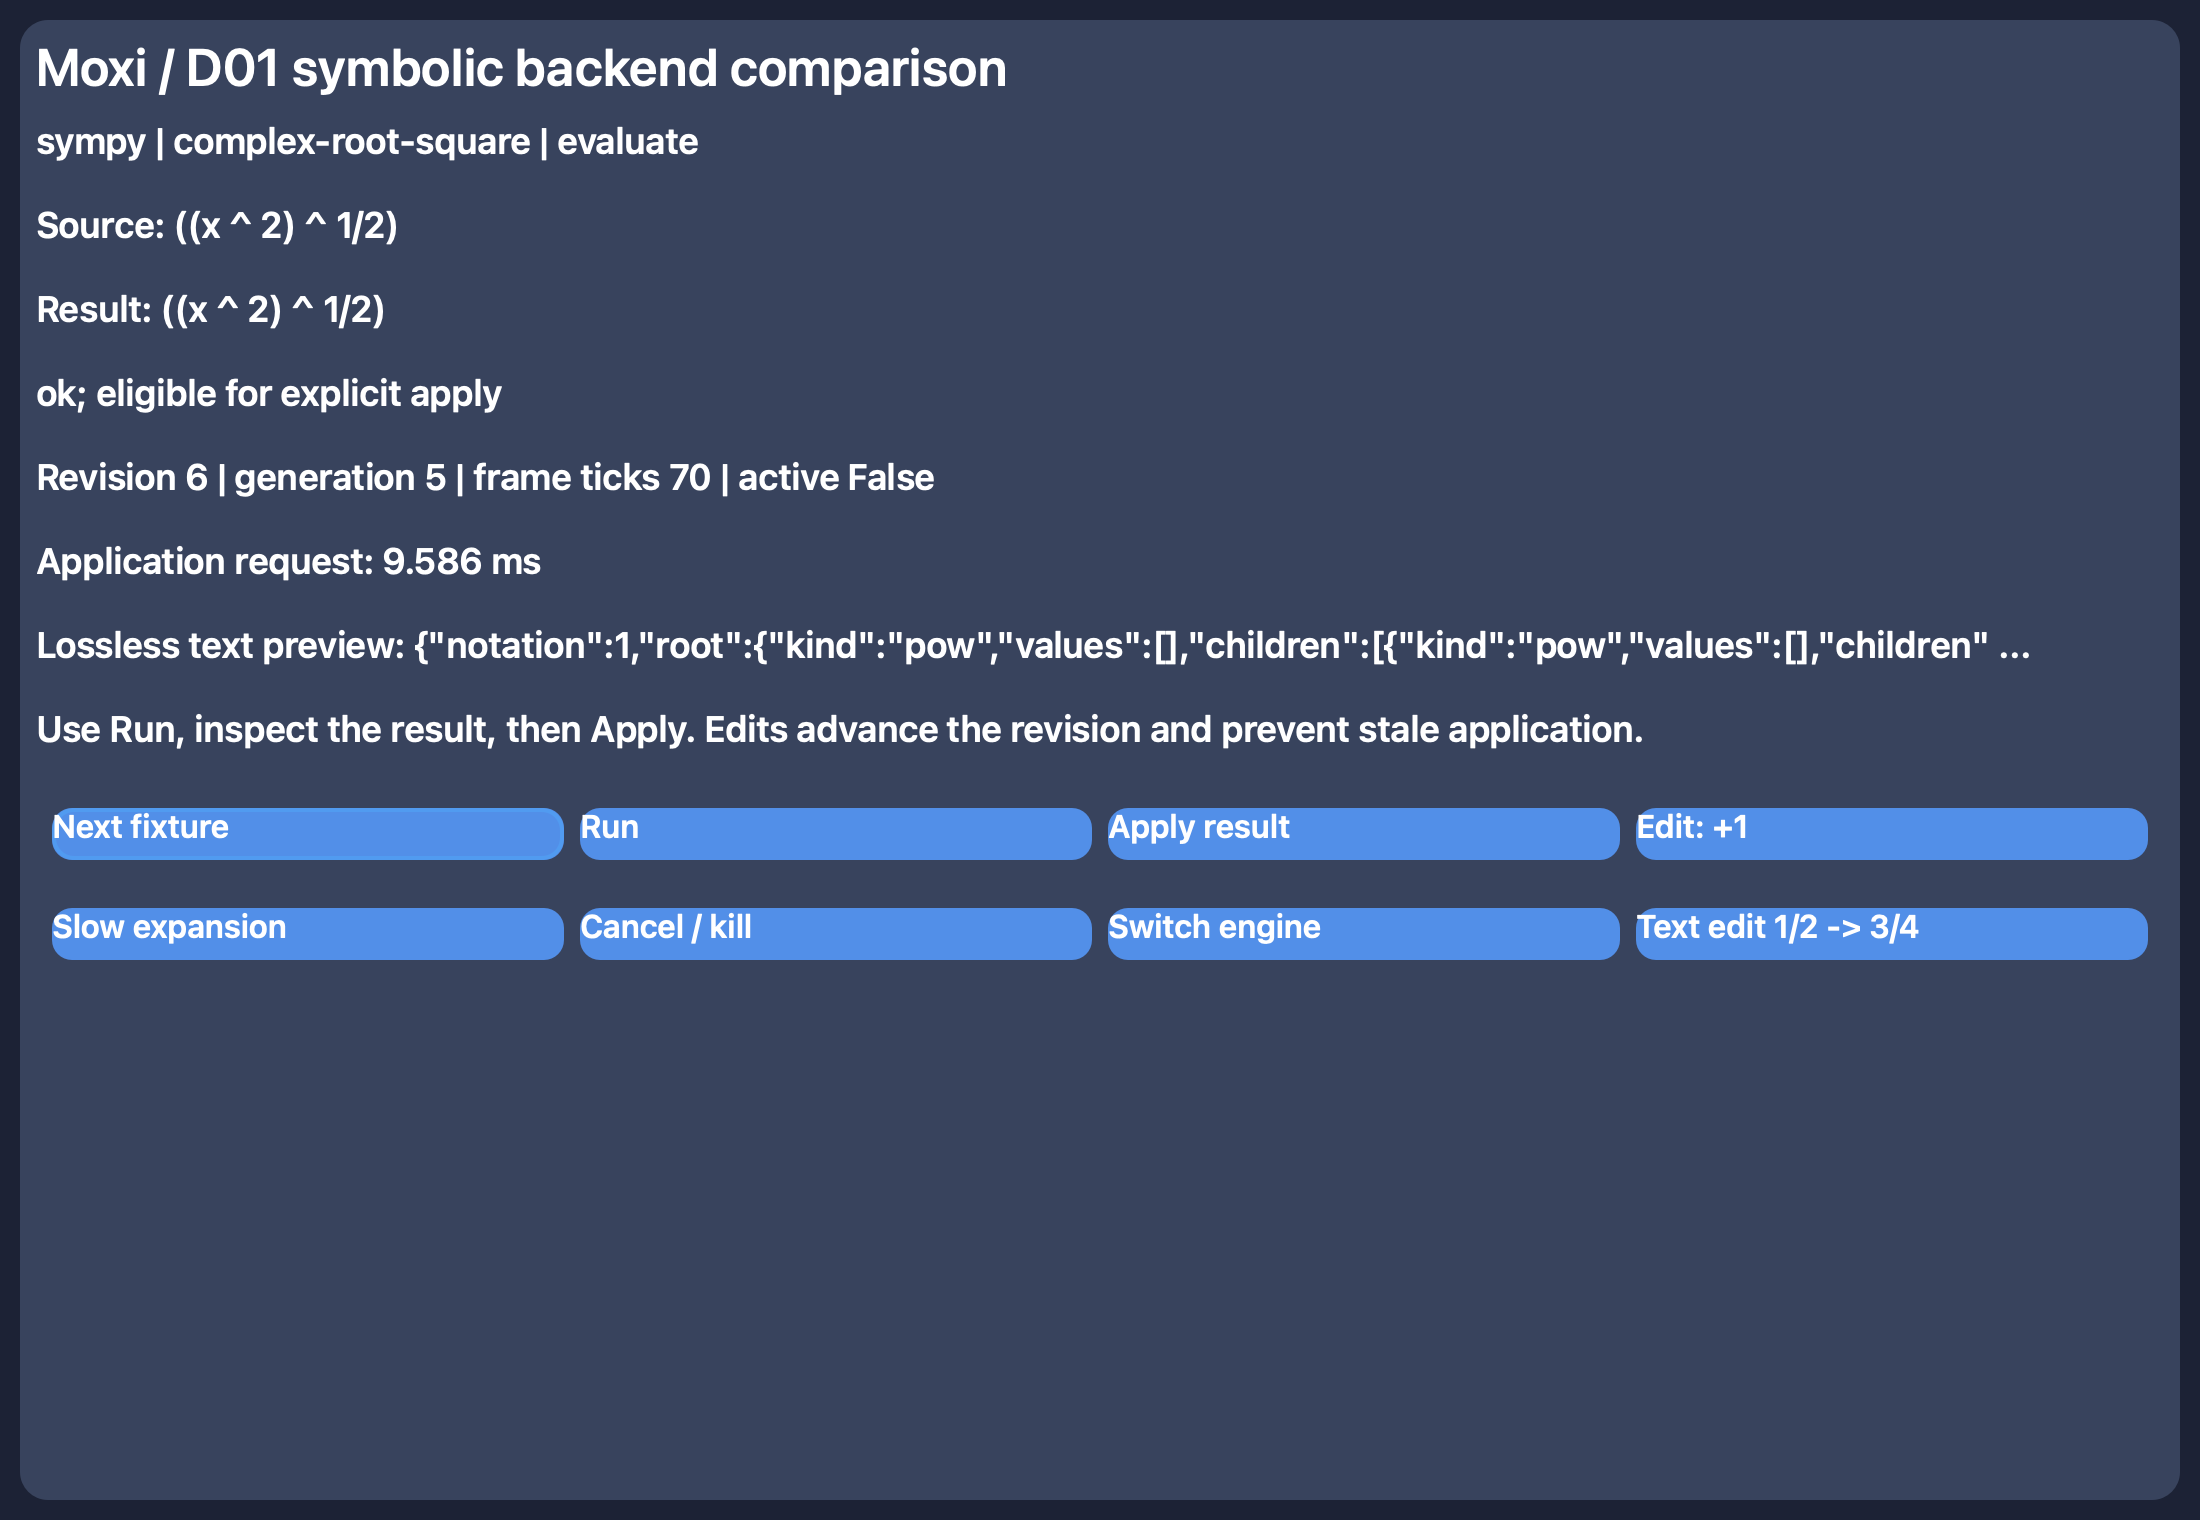 Moxi / D01 symbolic backend comparison
sympy | complex-root-square | evaluate
Source: ((x ^ 2) ^ 1/2)
Result: ((x ^ 2) ^ 1/2)
ok; eligible for explicit apply
Revision 6 | generation 5 | frame ticks 70 | active False
Application request: 9.586 ms
Lossless text preview: {"notation":1,"root":{"kind":"pow","values":[],"children":[{"kind":"pow","values":[],"children" ...
Use Run, inspect the result, then Apply. Edits advance the revision and prevent stale application.
Next fixture Run Apply result Edit: +1
Slow expansion Cancel / kill Switch engine Text edit 1/2 -> 3/4